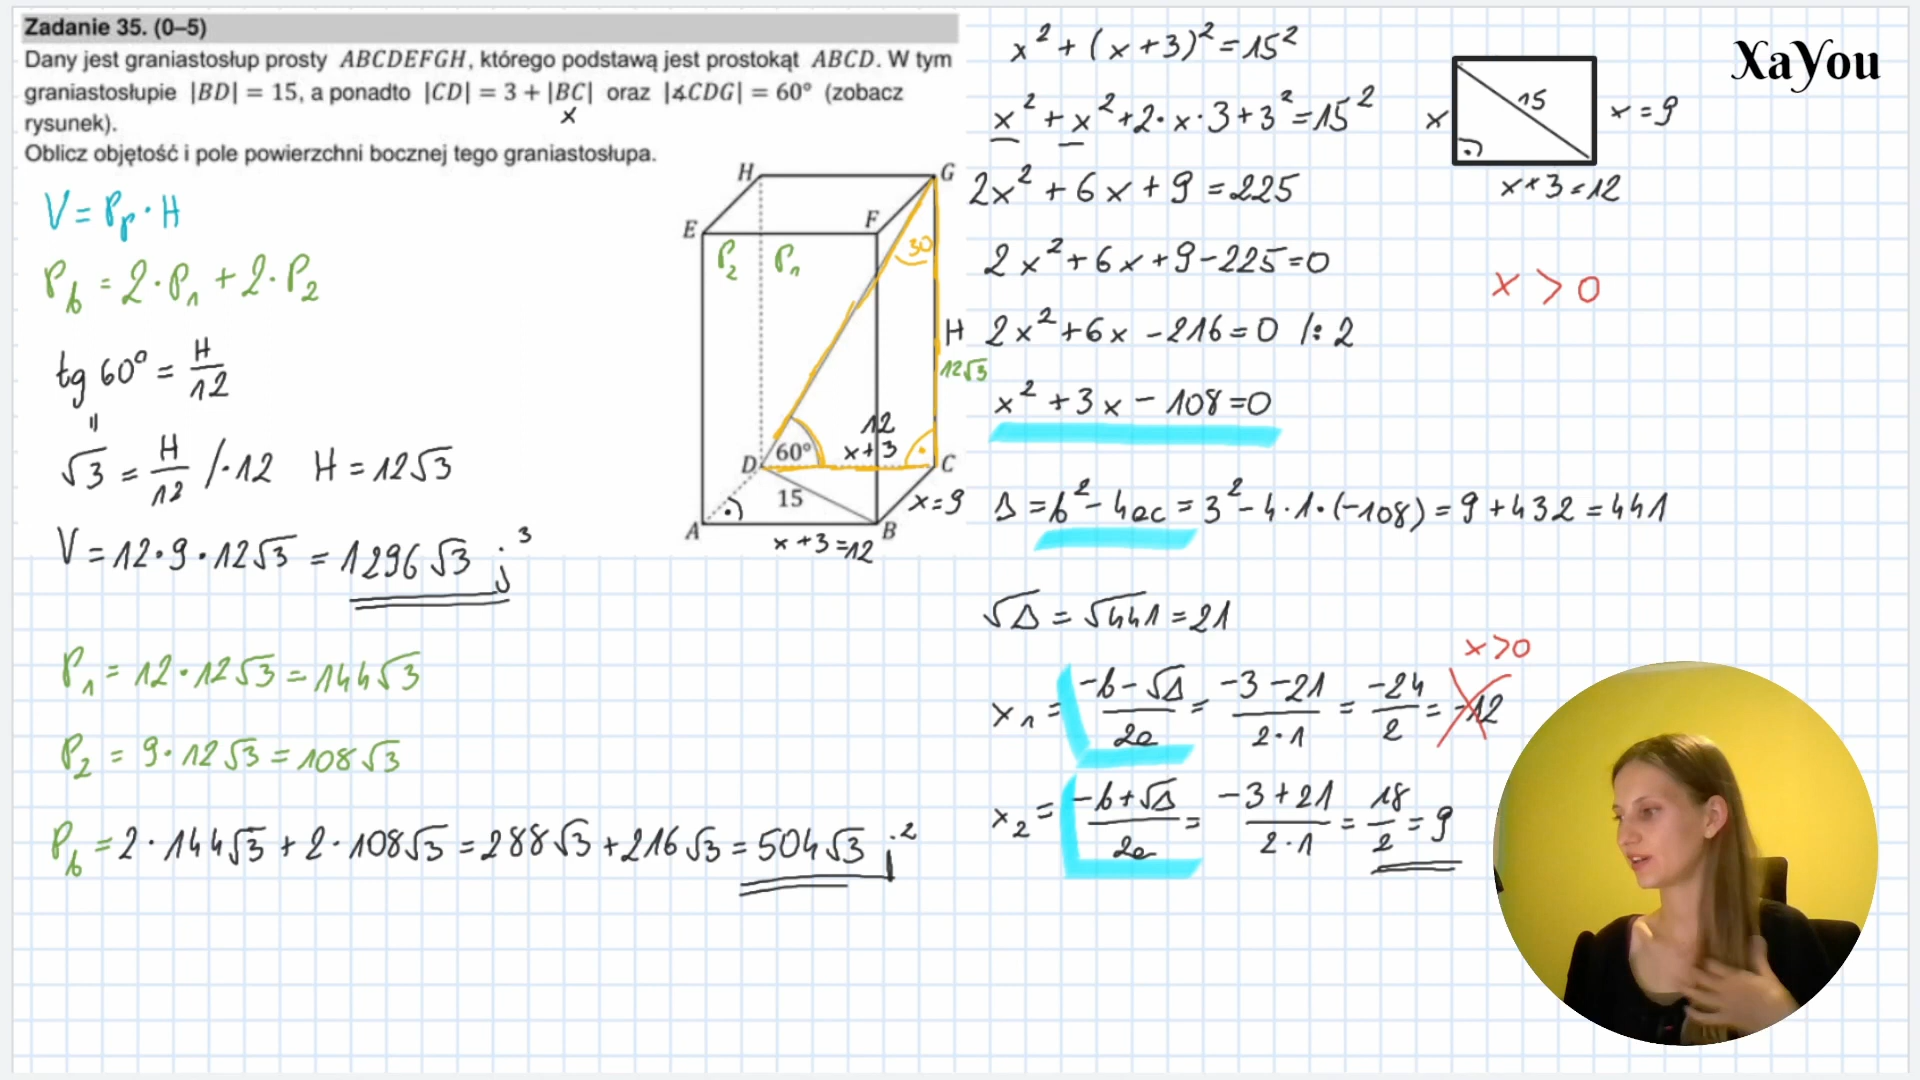 Zadanie 35. (0–5)
Dany jest graniastosłup prosty ABCDEFGH, którego podstawą jest prostokąt ABCD. W tym
graniastosłupie |BD| = 15, a ponadto |CD| = 3 + |BC| oraz |∡CDG| = 60° (zobacz
x
rysunek).
Oblicz objętość i pole powierzchni bocznej tego graniastosłupa.
V = Pp · H
Pb = 2·P₁ + 2·P₂
tg 60° = H/12
||
√3 = H/12 /·12 H = 12√3
V = 12·9·12√3 = 1296√3 j³
P₁ = 12·12√3 = 144√3
P₂ = 9·12√3 = 108√3
Pb = 2·144√3 + 2·108√3 = 288√3 + 216√3 = 504√3 j²
H
G
E
F
P₂
P₁
30
H
12√3
12
60°
x+3
D
C
15
x=9
A
B
x+3=12
x² + (x+3)² = 15²
x² + x² + 2·x·3 + 3² = 15²
2x² + 6x + 9 = 225
2x² + 6x + 9 - 225 = 0
2x² + 6x - 216 = 0 /:2
x² + 3x - 108 = 0
Δ = b² - 4ac = 3² - 4·1·(-108) = 9 + 432 = 441
√Δ = √441 = 21
x>0
x₁ = (-b-√Δ)/2a = (-3-21)/(2·1) = -24/2 = -12
x₂ = (-b+√Δ)/2a = (-3+21)/(2·1) = 18/2 = 9
x
15
x=9
x+3=12
x > 0
XaYou